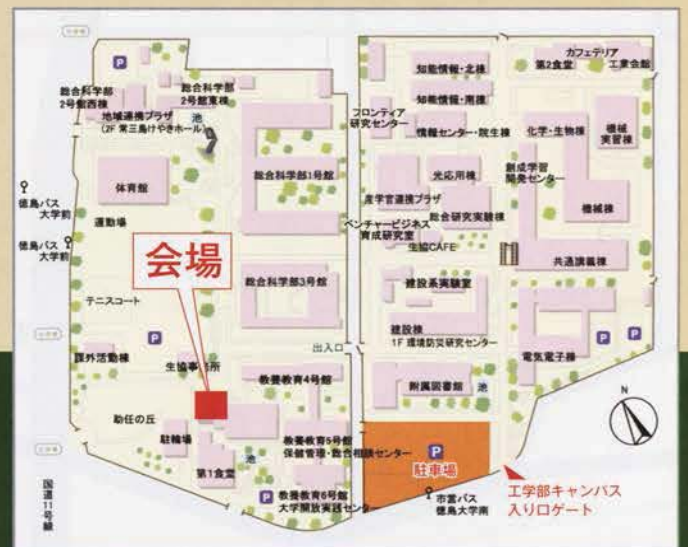 P
総合科学部
2号館西棟
総合科学部
2号館東棟
地域連携プラザ
(2F 常三島けやきホール)
池
体育館
総合科学部1号館
徳島バス
大学前
運動場
徳島バス
大学前
会場
テニスコート
総合科学部3号館
P
出入口
課外活動棟
生協事
所
教養教育4号館
助任の丘
駐輪場
教養教育5号館
保健管理・総合相談センター
第1食堂
池
P
教養教育6号館
大学開放実践センター
国道11号線
P
知能情報・北棟
カフェテリア
第2食堂
工業会館
知能情報・南棟
フロンティア
研究センター
情報センター・院生棟
化学・生物棟
機械
実習棟
光応用棟
創成学習
開発センター
産学官連携プラザ
総合研究実験棟
機械棟
ベンチャービジネス
育成研究室
生協CAFE
共通講義棟
建設系実験室
建設棟
1F 環境防災研究センター
P
P
電気電子棟
附属図書館
池
N
P
駐車場
市営バス
徳島大学南
工学部キャンパス
入り口ゲート